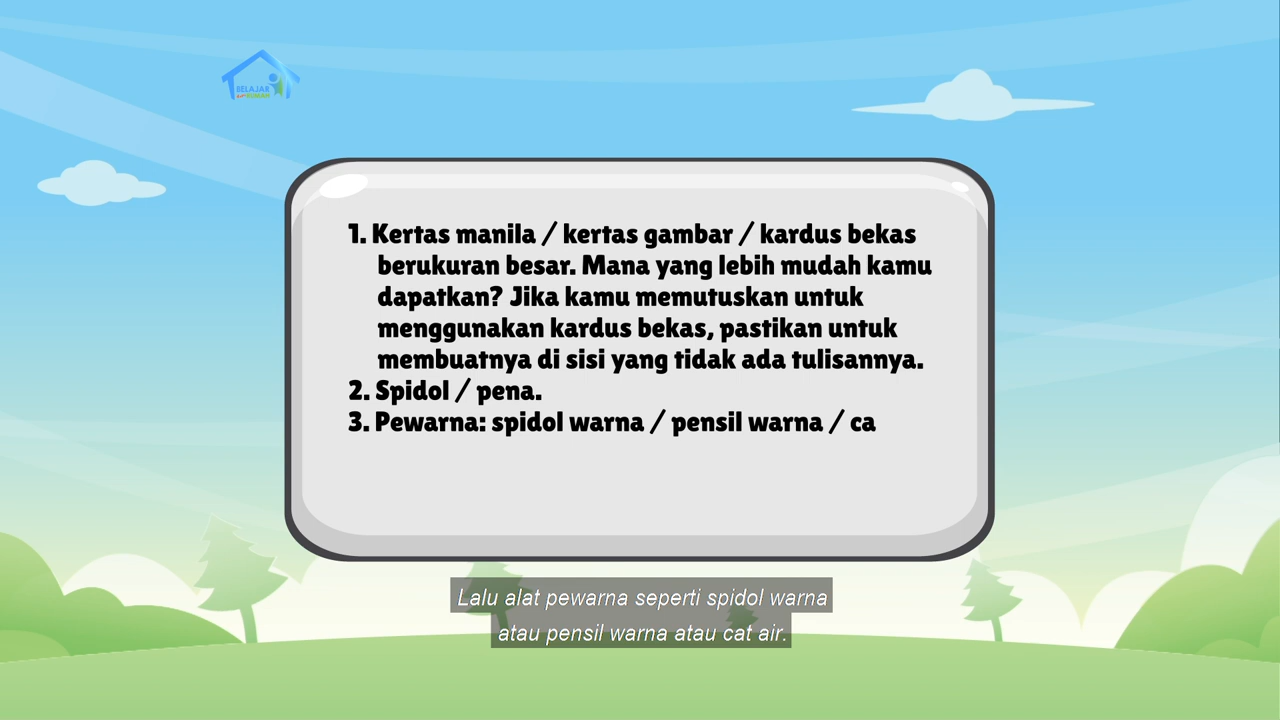 BELAJAR
dari RUMAH
1. Kertas manila / kertas gambar / kardus bekas
berukuran besar. Mana yang lebih mudah kamu
dapatkan? Jika kamu memutuskan untuk
menggunakan kardus bekas, pastikan untuk
membuatnya di sisi yang tidak ada tulisannya.
2. Spidol / pena.
3. Pewarna: spidol warna / pensil warna / ca
Lalu alat pewarna seperti spidol warna
atau pensil warna atau cat air.